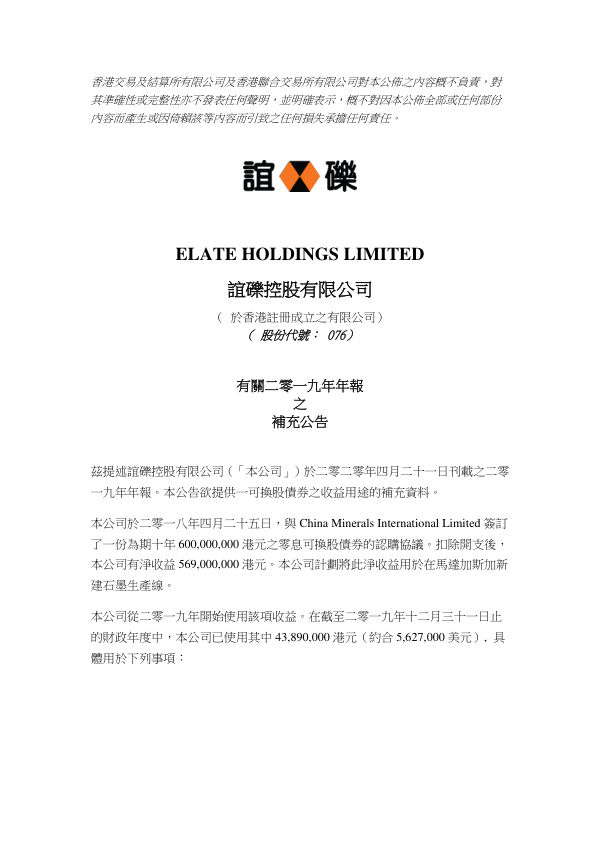 香港交易及結算所有限公司及香港聯合交易所有限公司對本公佈之內容概不負責，對
其準確性或完整性亦不發表任何聲明，並明確表示，概不對因本公佈全部或任何部份
內容而產生或因倚賴該等內容而引致之任何損失承擔任何責任。
誼礫
ELATE HOLDINGS LIMITED
誼礫控股有限公司
（ 於香港註冊成立之有限公司）
（ 股份代號： 076）
有關二零一九年年報
之
補充公告
茲提述誼礫控股有限公司（「本公司」）於二零二零年四月二十一日刊載之二零
一九年年報。本公告欲提供一可換股債券之收益用途的補充資料。
本公司於二零一八年四月二十五日，與 China Minerals International Limited 簽訂
了一份為期十年 600,000,000 港元之零息可換股債券的認購協議。扣除開支後，
本公司有淨收益 569,000,000 港元。本公司計劃將此淨收益用於在馬達加斯加新
建石墨生產線。
本公司從二零一九年開始使用該項收益。在截至二零一九年十二月三十一日止
的財政年度中，本公司已使用其中 43,890,000 港元（約合 5,627,000 美元）, 具
體用於下列事項：